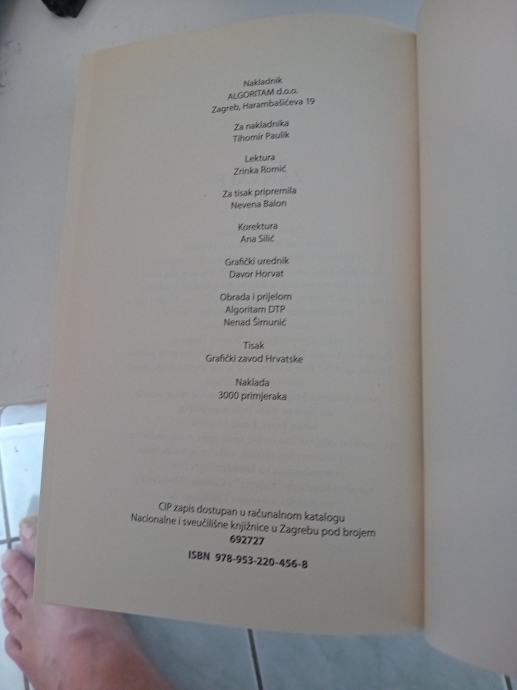 Nakladnik
ALGORITAM d.o.o.
Zagreb, Harambašićeva 19
Za nakladnika
Tihomir Paulik
Lektura
Zrinka Romić
Za tisak pripremila
Nevena Balon
Korektura
Ana Silić
Grafički urednik
Davor Horvat
Obrada i prijelom
Algoritam DTP
Nenad Šimunić
Tisak
Grafički zavod Hrvatske
Naklada
3000 primjeraka
CIP zapis dostupan u računalnom katalogu
Nacionalne i sveučilišne knjižnice u Zagrebu pod brojem
692727
ISBN 978-953-220-456-8